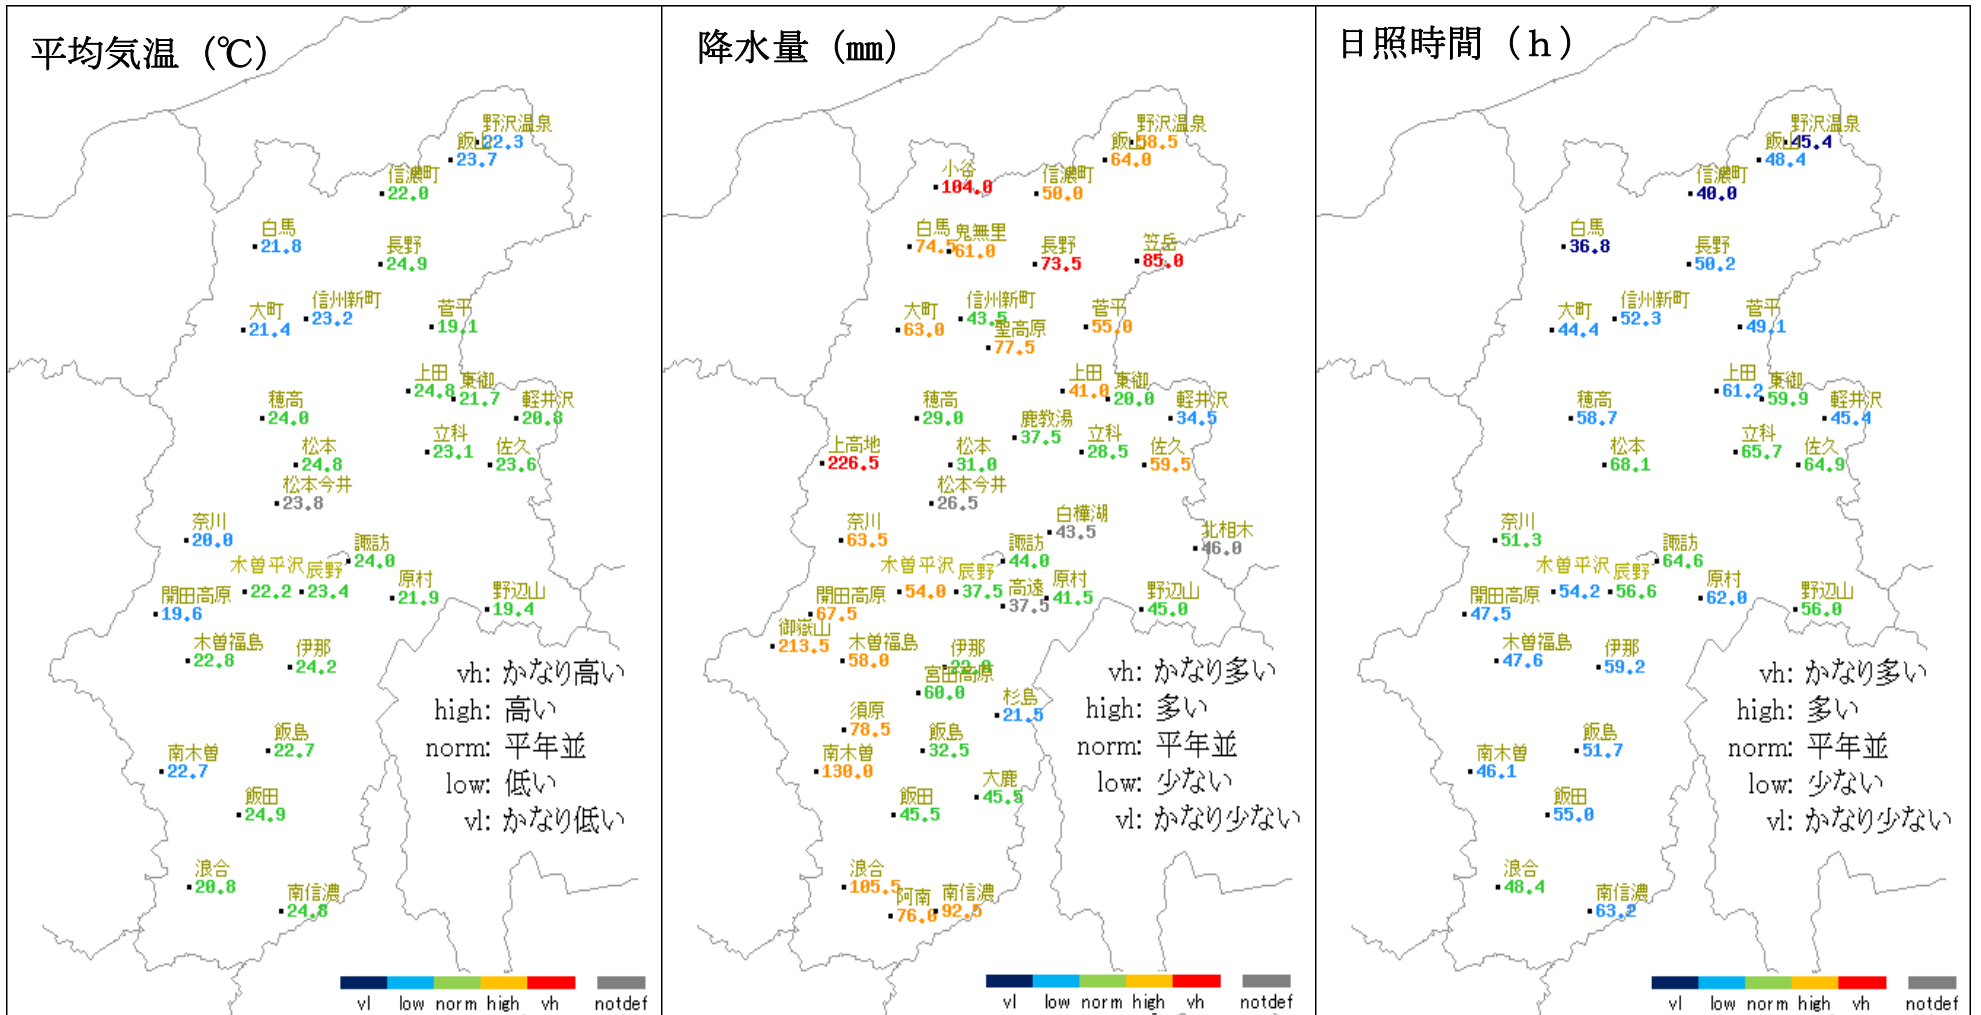 平均気温（℃）
野沢温泉
22.3
飯山
23.7
信濃町
22.0
白馬
21.8
長野
24.9
信州新町
23.2
大町
21.4
菅平
19.1
上田
24.8
東御
21.7
軽井沢
20.8
穂高
24.0
松本
24.8
立科
23.1
佐久
23.6
松本今井
23.8
奈川
20.0
諏訪
24.0
木曽平沢
22.2
辰野
23.4
原村
21.9
開田高原
19.6
野辺山
19.4
木曽福島
22.8
伊那
24.2
飯島
22.7
南木曽
22.7
飯田
24.9
浪合
20.8
南信濃
24.8
vh: かなり高い
high: 高い
norm: 平年並
low: 低い
vl: かなり低い
vl low norm high vh notdef
降水量（mm）
野沢温泉
58.5
飯山
64.0
小谷
104.0
信濃町
50.0
白馬
74.5
鬼無里
61.0
長野
73.5
笠岳
85.0
信州新町
43.5
大町
63.0
聖高原
77.5
菅平
55.0
上田
41.0
東御
20.0
軽井沢
34.5
穂高
29.0
鹿教湯
37.5
上高地
226.5
松本
31.0
立科
28.5
佐久
59.5
松本今井
26.5
奈川
63.5
白樺湖
43.5
北相木
46.0
諏訪
44.0
木曽平沢
54.0
辰野
37.5
高遠
37.5
原村
41.5
開田高原
67.5
野辺山
45.0
御嶽山
213.5
木曽福島
58.0
伊那
22.0
宮田高原
60.0
杉島
21.5
須原
78.5
飯島
32.5
南木曽
130.0
大鹿
45.5
飯田
45.5
浪合
105.5
阿南
76.0
南信濃
92.5
vh: かなり多い
high: 多い
norm: 平年並
low: 少ない
vl: かなり少ない
vl low norm high vh notdef
日照時間（ｈ）
野沢温泉
45.4
飯山
48.4
信濃町
40.0
白馬
36.8
長野
50.2
信州新町
52.3
大町
44.4
菅平
49.1
上田
61.2
東御
59.9
軽井沢
45.4
穂高
58.7
松本
68.1
立科
65.7
佐久
64.9
奈川
51.3
諏訪
64.6
木曽平沢
54.2
辰野
56.6
原村
62.0
開田高原
47.5
野辺山
56.0
木曽福島
47.6
伊那
59.2
飯島
51.7
南木曽
46.1
飯田
55.0
浪合
48.4
南信濃
63.2
vh: かなり多い
high: 多い
norm: 平年並
low: 少ない
vl: かなり少ない
vl low norm high vh notdef